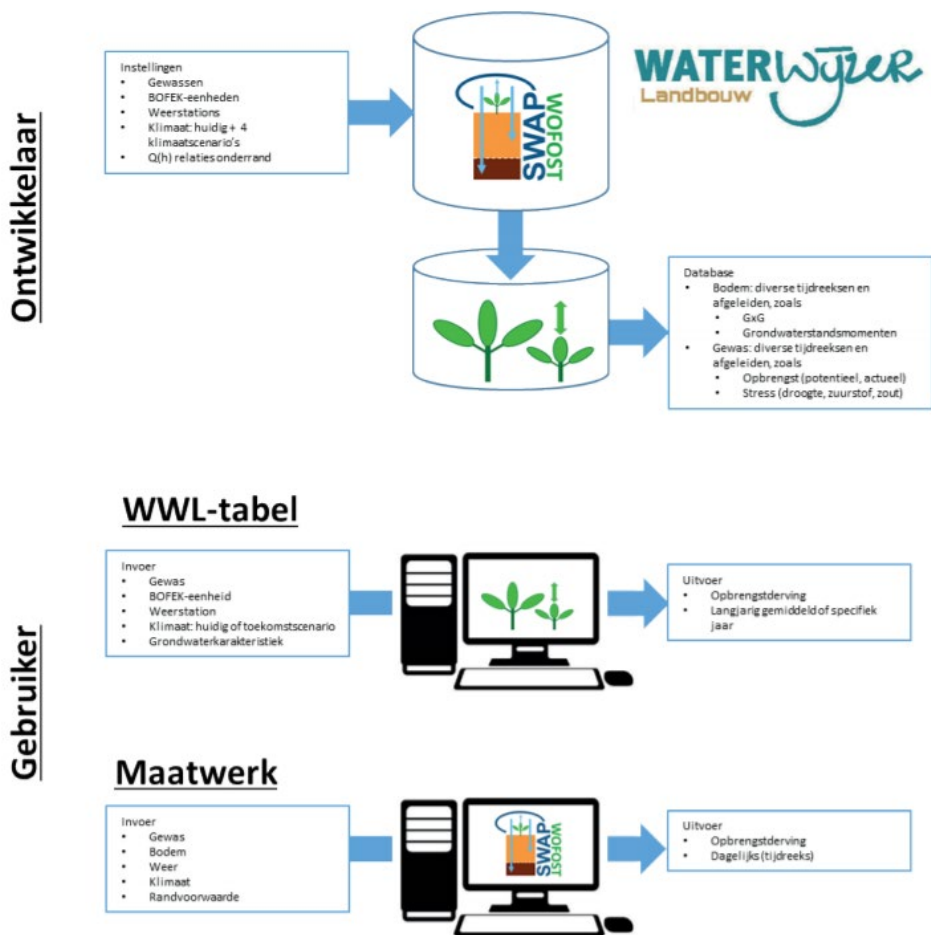 Ontwikkelaar
Instellingen
• Gewassen
• BOFEK-eenheden
• Weerstations
• Klimaat: huidig + 4
klimaatscenario's
• Q(h) relaties onderrand
SWAP
WOFOST
WATERWijzer
Landbouw
Database
• Bodem: diverse tijdreeksen en
afgeleiden, zoals
• GxG
• Grondwaterstandsmomenten
• Gewas: diverse tijdreeksen en
afgeleiden, zoals
• Opbrengst (potentieel, actueel)
• Stress (droogte, zuurstof, zout)
Gebruiker
WWL-tabel
Invoer
• Gewas
• BOFEK-eenheid
• Weerstation
• Klimaat: huidig of toekomstscenario
• Grondwaterkarakteristiek
Uitvoer
• Opbrengstderving
• Langjarig gemiddeld of specifiek
jaar
Maatwerk
Invoer
• Gewas
• Bodem
• Weer
• Klimaat
• Randvoorwaarde
SWAP
WOFOST
Uitvoer
• Opbrengstderving
• Dagelijks (tijdreeks)